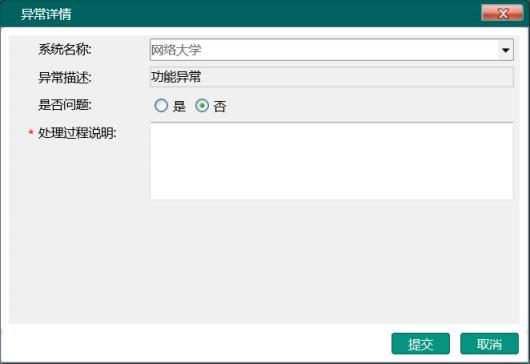 异常详情
系统名称: 网络大学
异常描述: 功能异常
是否问题: 是 否
* 处理过程说明:
提交 取消